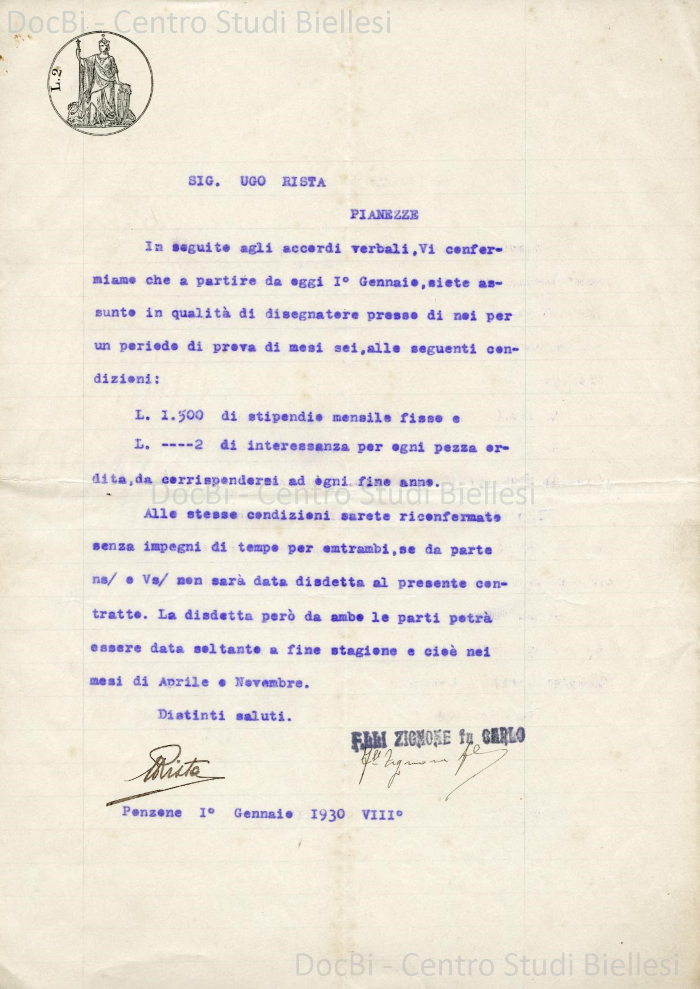 DocBi - Centro Studi Biellesi
L.2
SIG. UGO RISTA
PIANEZZE
In seguito agli accordi verbali,Vi confer-
miamo che a partire da oggi I° Gennaio,siete as-
sunto in qualità di disegnatore presso di noi per
un periodo di prova di mesi sei,alle seguenti con-
dizioni:
L. I.500 di stipendio mensile fisso e
L. ----2 di interessanza per ogni pezza or-
dita,da corrispondersi ad ogni fine anno.
DocBi - Centro Studi Biellesi
Alle stesse condizioni sarete riconfermato
senza impegni di tempo per emtrambi,se da parte
ns/ o Vs/ non sarà data disdetta al presente con-
tratto. La disdetta però da ambo le parti potrà
essere data soltanto a fine stagione e cioè nei
mesi di Aprile o Novembre.
Distinti saluti.
F.LLI ZIGNONE fu CARLO
URista
Ponzone I° Gennaio I930 VIII°
DocBi - Centro Studi Biellesi